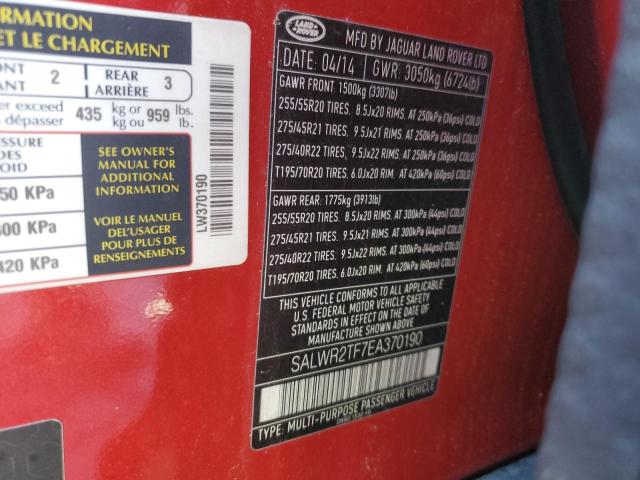 ORMATION
ET LE CHARGEMENT
ONT
ANT
2
REAR
ARRIÈRE
3
er exceed
dépasser
435
kg or
kg ou
959
lbs.
lb.
ESSURE
DES
OID
50 KPa
00 KPa
420 KPa
SEE OWNER'S
MANUAL FOR
ADDITIONAL
INFORMATION
VOIR LE MANUEL
DEL'USAGER
POUR PLUS DE
RENSEIGNEMENTS
LW370190
LAND ROVER
MFD BY JAGUAR LAND ROVER LTD
DATE: 04/14 GWR: 3050kg (6724lb)
GAWR FRONT: 1500kg (3307lb)
255/55R20 TIRES, 8.5Jx20 RIMS. AT 250kPa (36psi) COLD
275/45R21 TIRES, 9.5Jx21 RIMS. AT 250kPa (36psi) COLD
275/40R22 TIRES, 9.5Jx22 RIMS. AT 250kPa (36psi) COLD
T195/70R20 TIRES, 6.0Jx20 RIM. AT 420kPa (60psi) COLD
GAWR REAR: 1775kg (3913lb)
255/55R20 TIRES, 8.5Jx20 RIMS. AT 300kPa (44psi) COLD
275/45R21 TIRES, 9.5Jx21 RIMS. AT 300kPa (44psi) COLD
275/40R22 TIRES, 9.5Jx22 RIMS. AT 300kPa (44psi) COLD
T195/70R20 TIRES, 6.0Jx20 RIM. AT 420kPa (60psi) COLD
THIS VEHICLE CONFORMS TO ALL APPLICABLE
U.S. FEDERAL MOTOR VEHICLE SAFETY
STANDARDS IN EFFECT ON THE DATE OF
MANUFACTURE SHOWN ABOVE
SALWR2TF7EA370190
TYPE: MULTI-PURPOSE PASSENGER VEHICLE